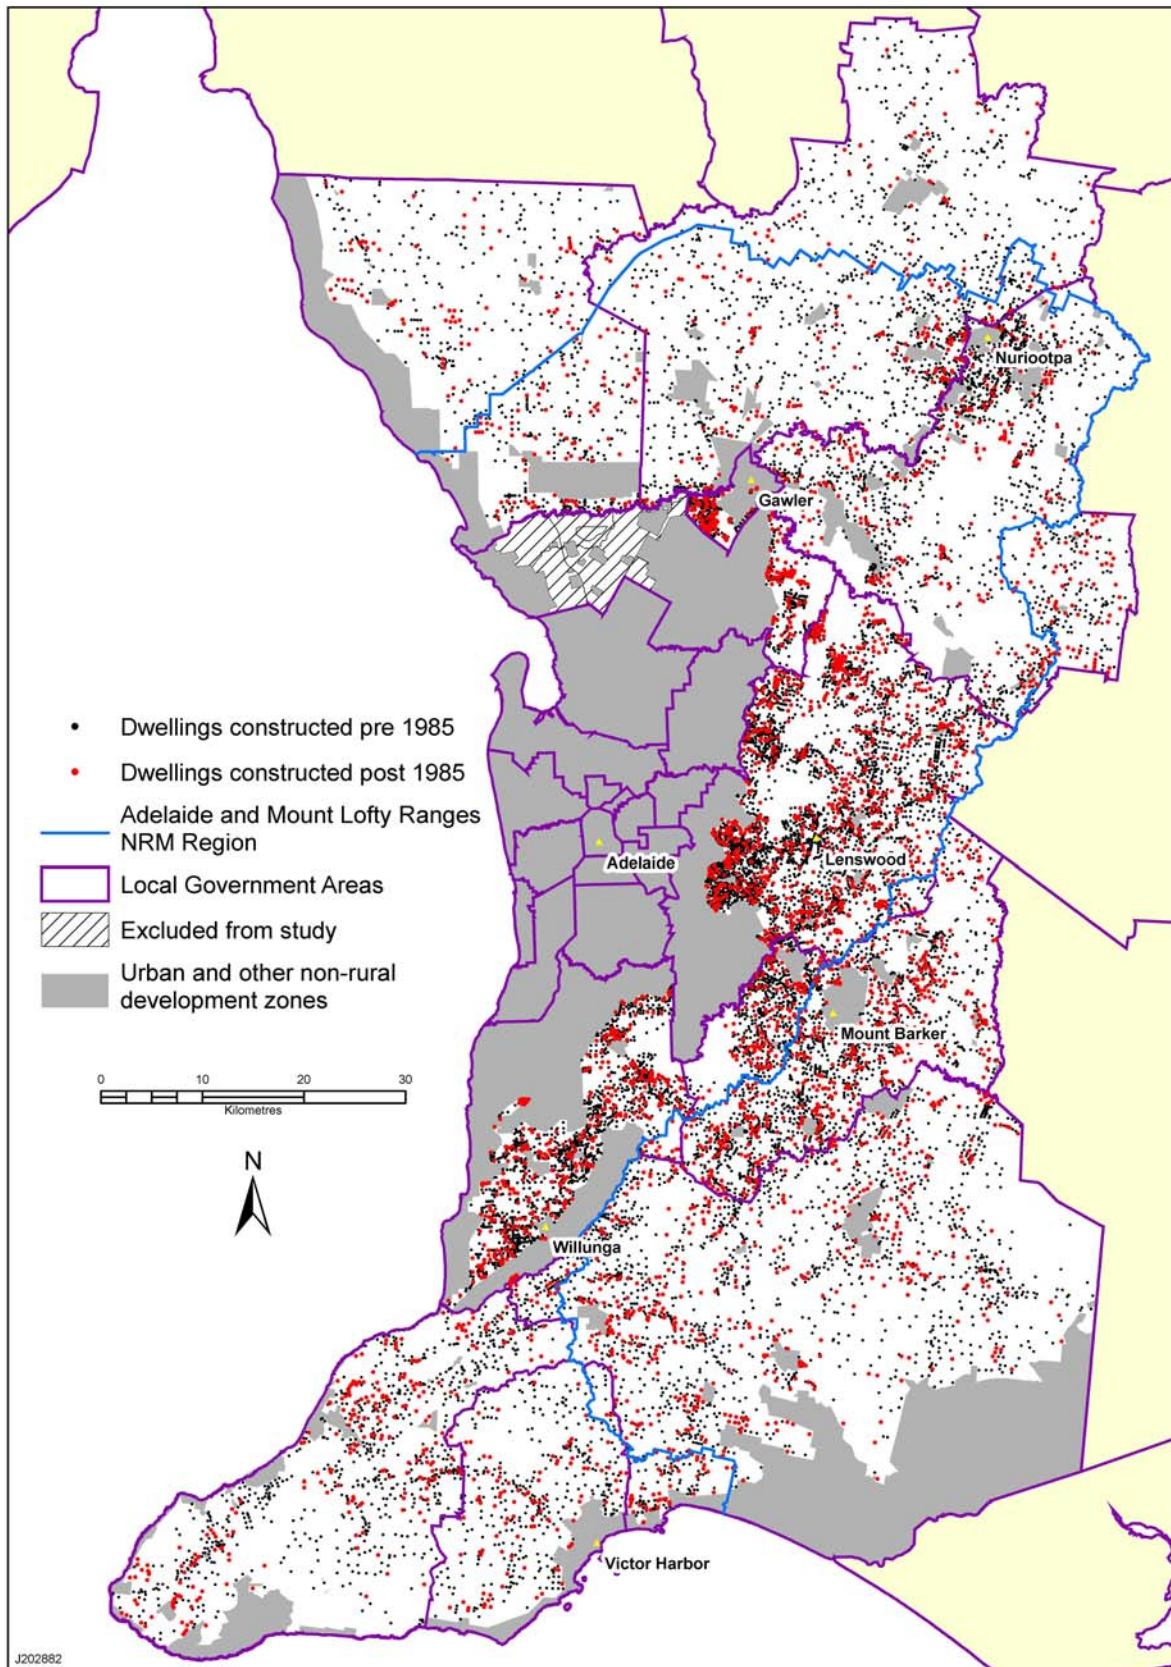 Nuriootpa
Gawler
Dwellings constructed pre 1985
Dwellings constructed post 1985
Adelaide and Mount Lofty Ranges
NRM Region
Local Government Areas
Excluded from study
Urban and other non-rural
development zones
Adelaide
Lenswood
Mount Barker
0 10 20 30
Kilometres
N
Willunga
Victor Harbor
J202882